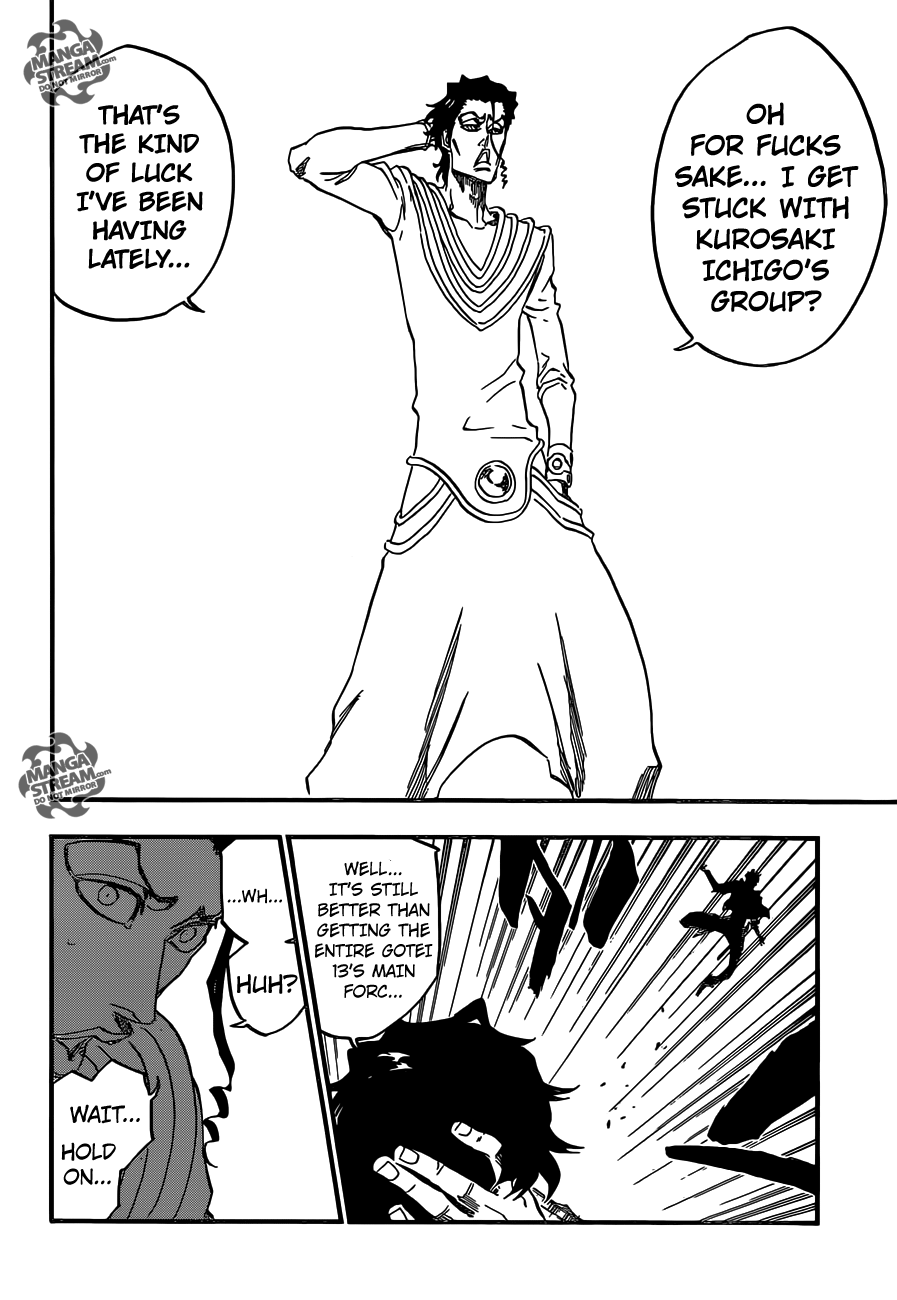 OH
FOR FUCKS
SAKE... I GET
STUCK WITH
KUROSAKI
ICHIGO'S
GROUP?
THAT'S
THE KIND
OF LUCK
I'VE BEEN
HAVING
LATELY...
MANGA
STREAM.com
DO NOT MIRROR
MANGA
STREAM.com
DO NOT MIRROR
WELL...
IT'S STILL
BETTER THAN
GETTING THE
ENTIRE GOTEI
13'S MAIN
FORC...
...WH...
HUH?
WAIT...
HOLD
ON...